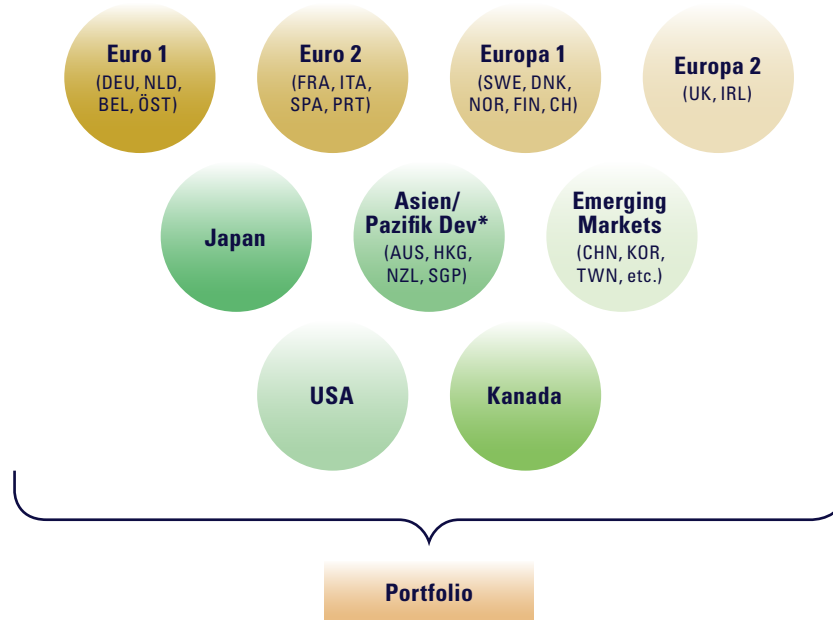 Euro 1
(DEU, NLD,
BEL, ÖST)
Euro 2
(FRA, ITA,
SPA, PRT)
Europa 1
(SWE, DNK,
NOR, FIN, CH)
Europa 2
(UK, IRL)
Japan
Asien/
Pazifik Dev*
(AUS, HKG,
NZL, SGP)
Emerging
Markets
(CHN, KOR,
TWN, etc.)
USA
Kanada
Portfolio